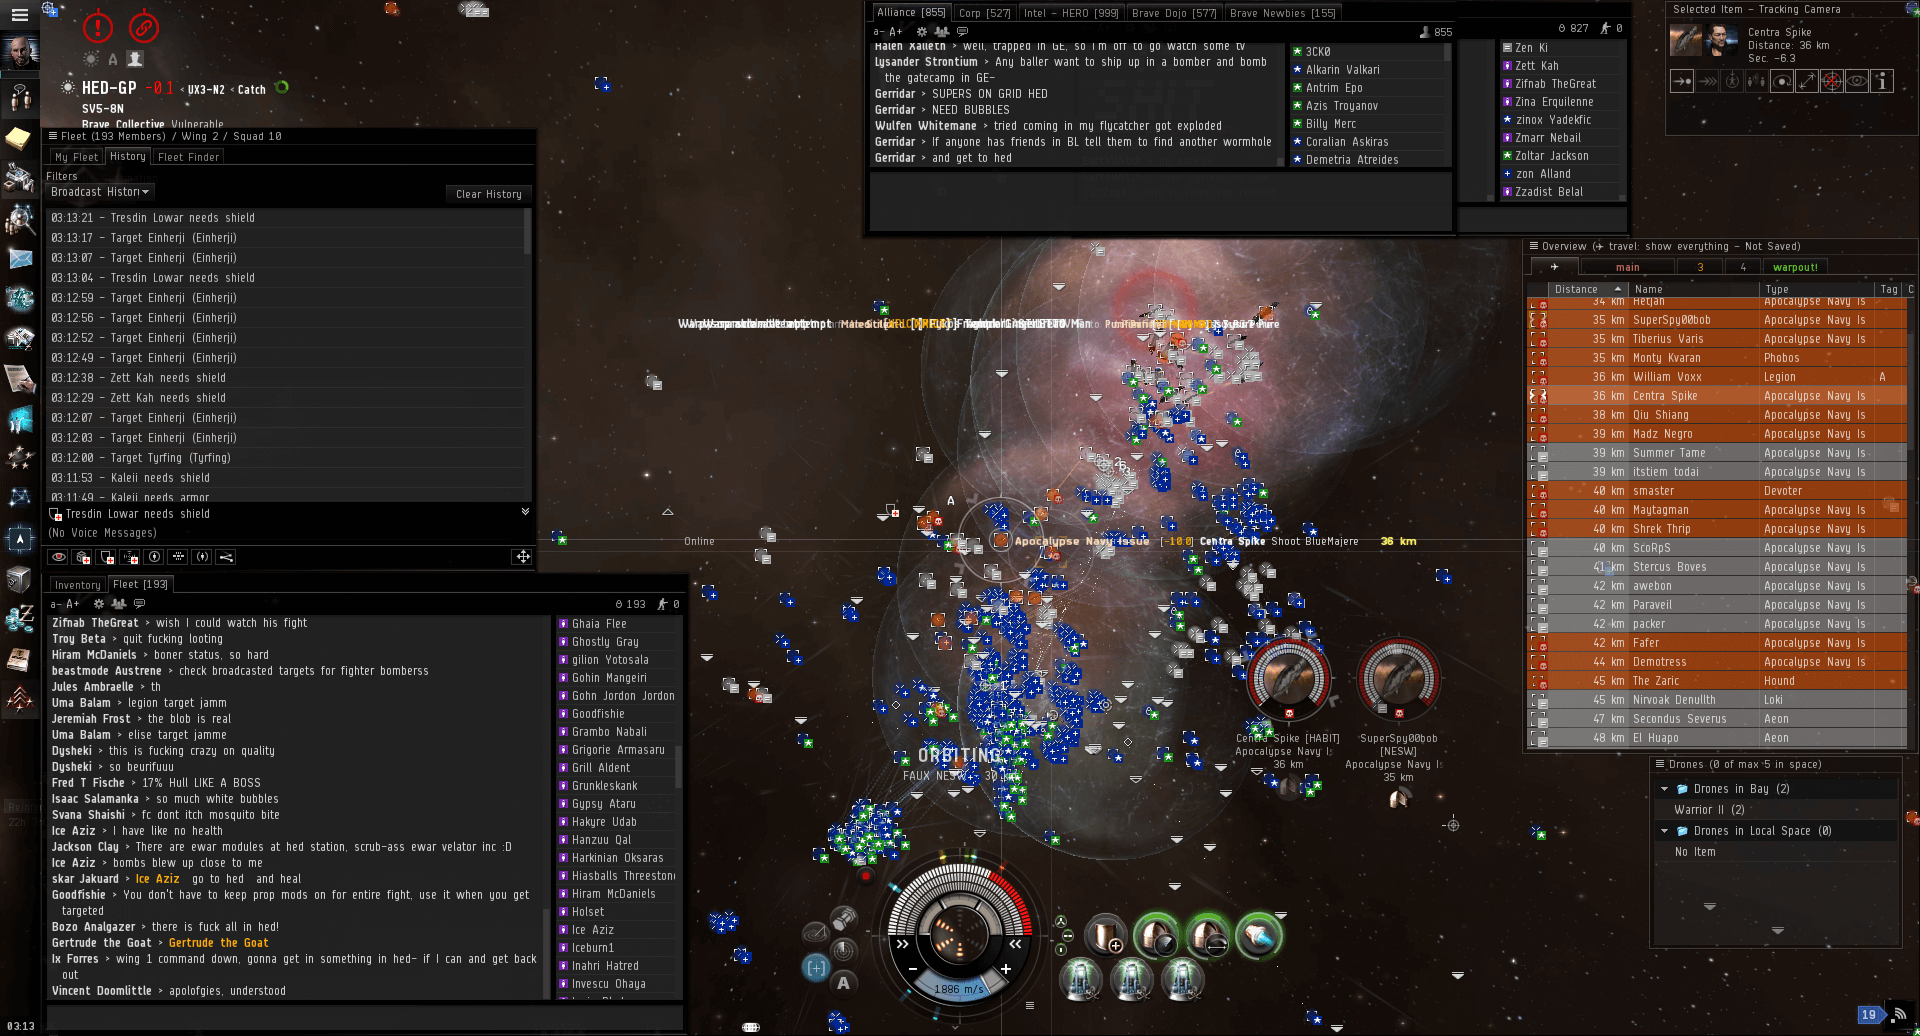 HED-GP -0.1 < UX3-N2 < Catch
SV5-8N
Brave Collective Vulnerable
Fleet (193 Members) / Wing 2 / Squad 10
My Fleet History Fleet Finder
Filters
Broadcast Histori
Clear History
03:13:21 - Tresdin Lowar needs shield
03:13:17 - Target Einherji (Einherji)
03:13:07 - Target Einherji (Einherji)
03:13:04 - Tresdin Lowar needs shield
03:12:59 - Target Einherji (Einherji)
03:12:56 - Target Einherji (Einherji)
03:12:52 - Target Einherji (Einherji)
03:12:49 - Target Einherji (Einherji)
03:12:38 - Zett Kah needs shield
03:12:29 - Zett Kah needs shield
03:12:07 - Target Einherji (Einherji)
03:12:03 - Target Einherji (Einherji)
03:12:00 - Target Tyrfing (Tyrfing)
03:11:53 - Kaleii needs shield
03:11:49 - Kaleii needs armor
Tresdin Lowar needs shield
(No Voice Messages)
Inventory Fleet [193]
a- A+
193 0
Zifnab TheGreat > wish I could watch his fight
Troy Beta > quit fucking looting
Hiram McDaniels > boner status, so hard
beastmode Austrene > check broadcasted targets for fighter bomberss
Jules Ambraelle > th
Uma Balam > legion target jamm
Jeremiah Frost > the blob is real
Uma Balam > elise target jamme
Dysheki > this is fucking crazy on quality
Dysheki > so beurifuuu
Fred T Fische > 17% Hull LIKE A BOSS
Isaac Salamanka > so much white bubbles
Svana Shaishi > fc dont itch mosquito bite
Ice Aziz > I have like no health
Jackson Clay > There are ewar modules at hed station, scrub-ass ewar velator inc :D
Ice Aziz > bombs blew up close to me
skar Jakuard > Ice Aziz go to hed and heal
Goodfishie > You don't have to keep prop mods on for entire fight, use it when you get
targeted
Bozo Analgazer > there is fuck all in hed!
Gertrude the Goat > Gertrude the Goat
Ix Forres > wing 1 command down, gonna get in something in hed- if I can and get back
out
Vincent Doomlittle > apolofgies, understood
Ghaia Flee
Ghostly Gray
gilion Yotosala
Gohin Mangeiri
Gohn Jordon Jordon
Goodfishie
Grambo Nabali
Grigorie Armasaru
Grill Aldent
Grunkleskank
Gypsy Ataru
Hakyre Udab
Hanzuu Qal
Harkinian Oksaras
Hiasballs Threeston
Hiram McDaniels
Holset
Ice Aziz
Iceburn1
Inahri Hatred
Invescu Ohaya
03:13
Alliance [855] Corp [527] Intel - HERO [999] Brave Dojo [577] Brave Newbies [155]
a- A+
855
Halen Xalleth > well, trapped in GE, so i'm off to go watch some tv
Lysander Strontium > Any baller want to ship up in a bomber and bomb
the gatecamp in GE-
Gerridar > SUPERS ON GRID HED
Gerridar > NEED BUBBLES
Wulfen Whitemane > tried coming in my flycatcher got exploded
Gerridar > If anyone has friends in BL tell them to find another wormhole
Gerridar > and get to hed
3CK0
Alkarin Valkari
Antrim Epo
Azis Troyanov
Billy Merc
Coralian Askiras
Demetria Atreides
827 0
Zen Ki
Zett Kah
Zifnab TheGreat
Zina Erquilenne
zinox Yadekfic
Zmarr Nebail
Zoltar Jackson
zon Alland
Zzadist Belal
Selected Item - Tracking Camera
Centra Spike
Distance: 36 km
Sec. -6.3
Overview (travel: show everything - Not Saved)
main 3 4 warpout!
Distance Name Type Tag C
34 km Hetjan Apocalypse Navy Is
35 km SuperSpy00bob Apocalypse Navy Is
35 km Tiberius Varis Apocalypse Navy Is
35 km Monty Kvaran Phobos
36 km William Voxx Legion A
36 km Centra Spike Apocalypse Navy Is
38 km Qiu Shiang Apocalypse Navy Is
39 km Madz Negro Apocalypse Navy Is
39 km Summer Tame Apocalypse Navy Is
39 km itstiem todai Apocalypse Navy Is
40 km smaster Devoter
40 km Maytagman Apocalypse Navy Is
40 km Shrek Thrip Apocalypse Navy Is
40 km ScoRpS Apocalypse Navy Is
41 km Stercus Boves Apocalypse Navy Is
42 km awebon Apocalypse Navy Is
42 km Paraveil Apocalypse Navy Is
42 km packer Apocalypse Navy Is
42 km Fafer Apocalypse Navy Is
44 km Demotress Apocalypse Navy Is
45 km The Zaric Hound
45 km Nirvoak Denullth Loki
47 km Secondus Severus Aeon
48 km El Huapo Aeon
Drones (0 of max 5 in space)
Drones in Bay (2)
Warrior II (2)
Drones in Local Space (0)
No Item
A
Online
Apocalypse Navy Issue [-10.0] Centra Spike Shoot BlueMajere 36 km
ORBITING
Centra Spike [HABIT]
Apocalypse Navy I
36 km
SuperSpy00bob
[NESW]
Apocalypse Navy Is
35 km
A
1886 m/s
19